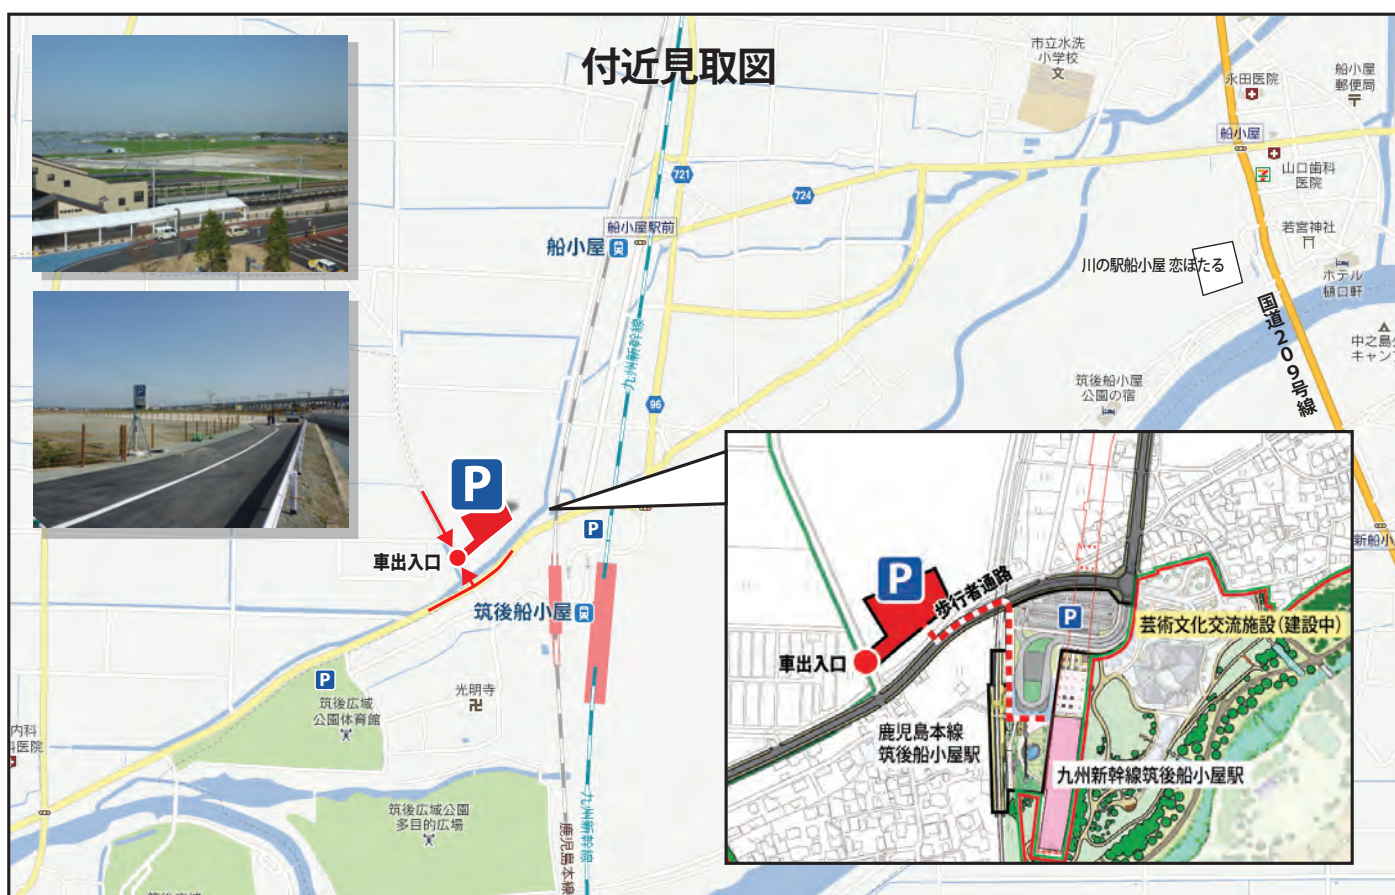 付近見取図
市立水洗
小学校
文
永田医院
船小屋
郵便局
船小屋
山口歯科
医院
7
721
724
船小屋駅前
船小屋
若宮神社
川の駅船小屋 恋ぼたる
ホテル
樋口軒
国道209号線
中之島
キャン
九州新幹線
96
筑後船小屋
公園の宿
P
車出入口
P
筑後船小屋
新船小
P
筑後広域
公園体育館
光明寺
内科
医院
筑後広域公園
多目的広場
九州新幹線
鹿児島本線
P
歩行者通路
P
車出入口
芸術文化交流施設(建設中)
鹿児島本線
筑後船小屋駅
九州新幹線筑後船小屋駅